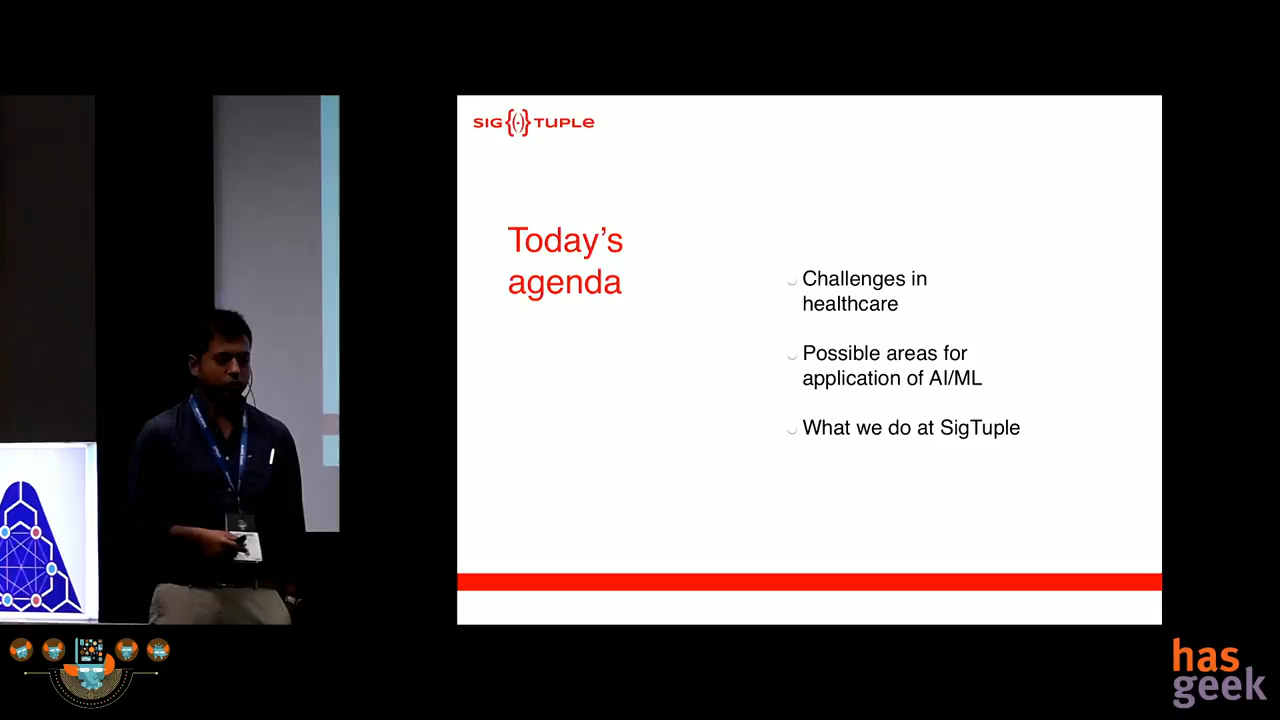 SIG{(·)}TUPLE
Today's
agenda
Challenges in
healthcare
Possible areas for
application of AI/ML
What we do at SigTuple
has
geek